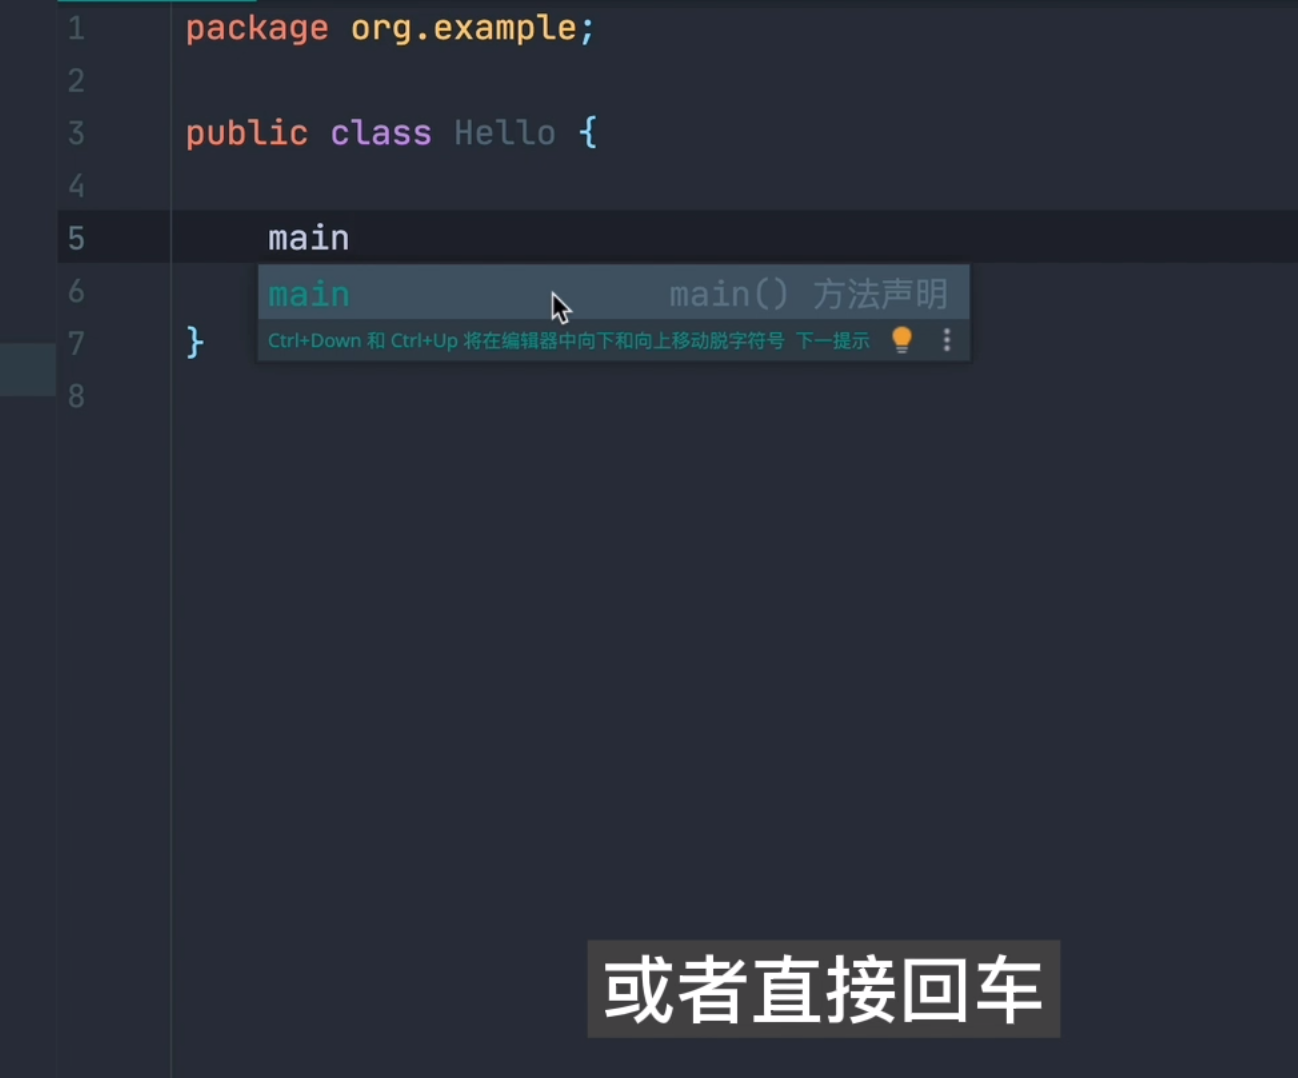 1 package org.example;
2
3 public class Hello {
4
5 main
main main() 方法声明
6
Ctrl+Down 和 Ctrl+Up 将在编辑器中向下和向上移动脱字符号 下一提示
7 }
8
或者直接回车